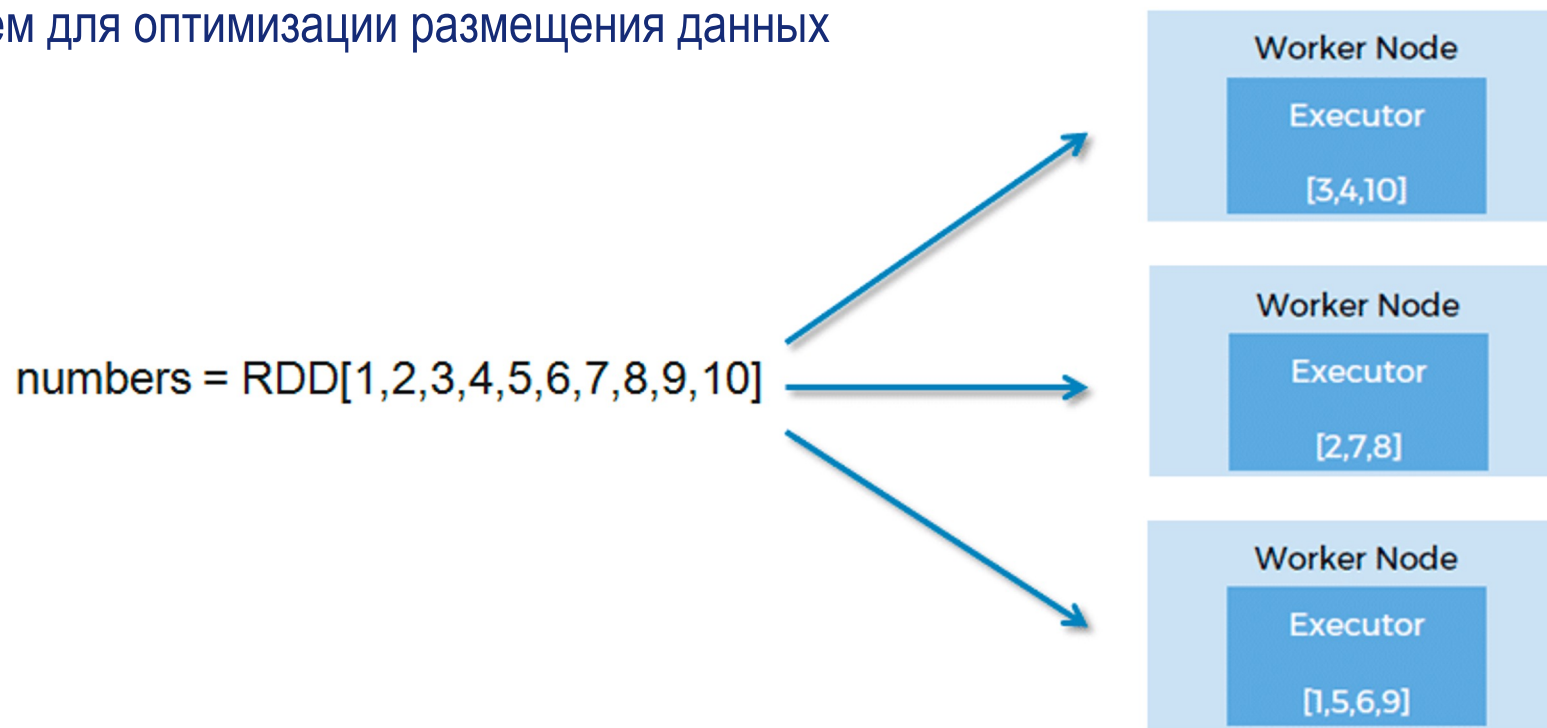 для оптимизации размещения данных
Worker Node
Executor
[3,4,10]
numbers = RDD[1,2,3,4,5,6,7,8,9,10]
Worker Node
Executor
[2,7,8]
Worker Node
Executor
[1,5,6,9]